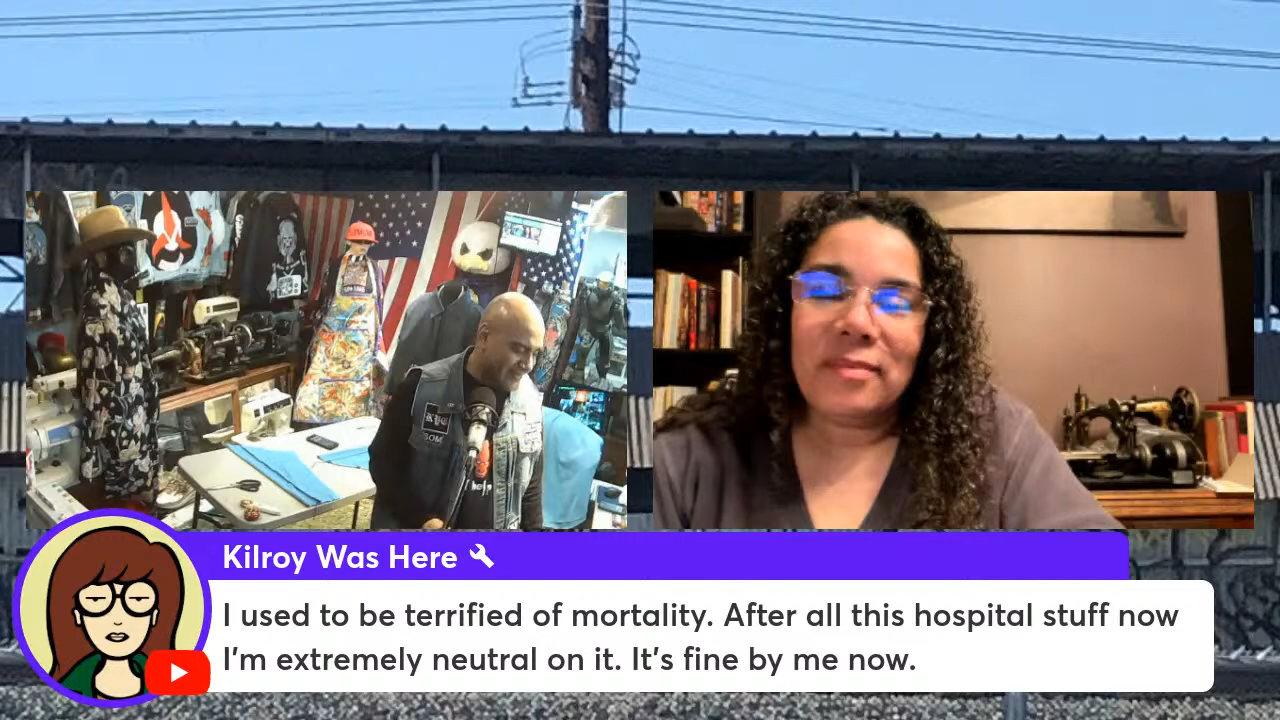 Kilroy Was Here
I used to be terrified of mortality. After all this hospital stuff now
I'm extremely neutral on it. It's fine by me now.